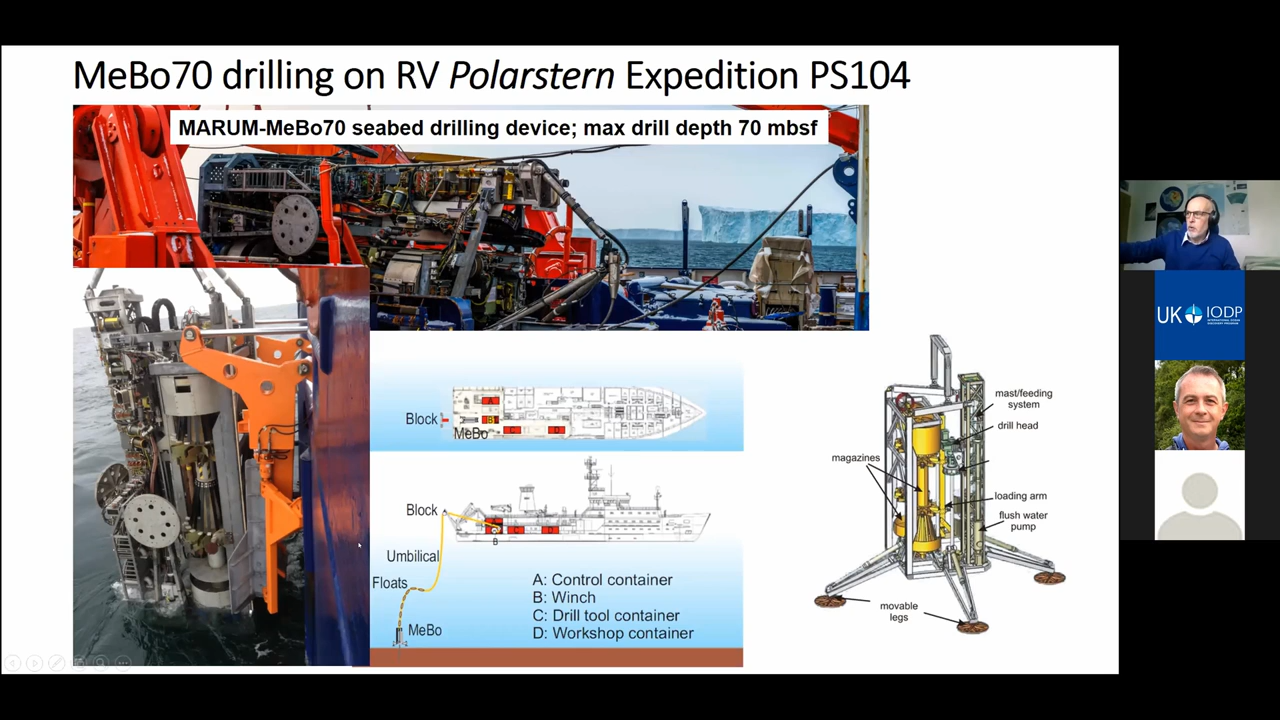 MeBo70 drilling on RV Polarstern Expedition PS104
MARUM-MeBo70 seabed drilling device; max drill depth 70 mbsf
Block
MeBo
A
B
Block
B
Umbilical
Floats
MeBo
A: Control container
B: Winch
C: Drill tool container
D: Workshop container
mast/feeding
system
drill head
magazines
loading arm
flush water
pump
movable
legs
UK IODP